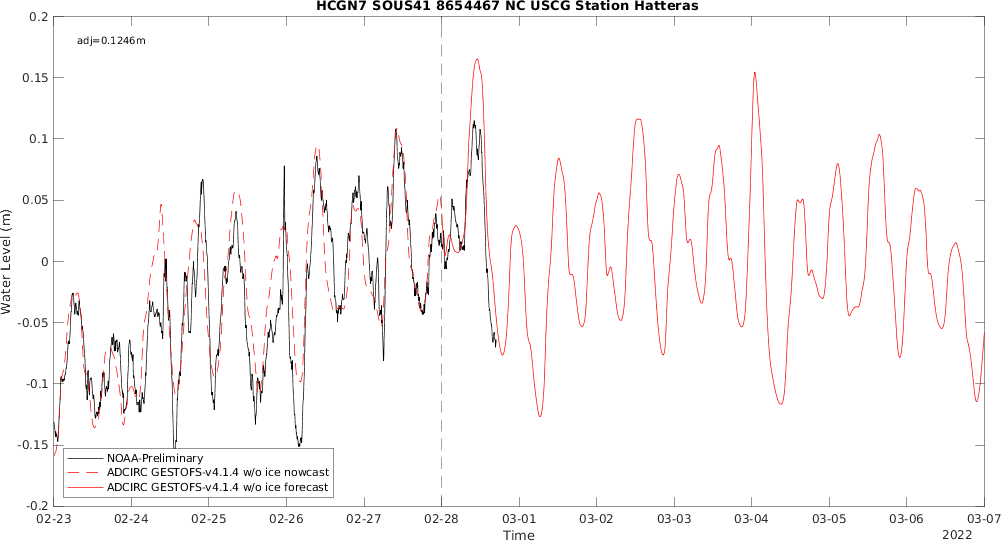 HCGN7 SOUS41 8654467 NC USCG Station Hatteras
adj=0.1246m
0.2
0.15
0.1
0.05
0
-0.05
-0.1
-0.15
-0.2
Water Level (m)
NOAA-Preliminary
ADCIRC GESTOFS-v4.1.4 w/o ice nowcast
ADCIRC GESTOFS-v4.1.4 w/o ice forecast
02-23 02-24 02-25 02-26 02-27 02-28 03-01 03-02 03-03 03-04 03-05 03-06 03-07
Time
2022